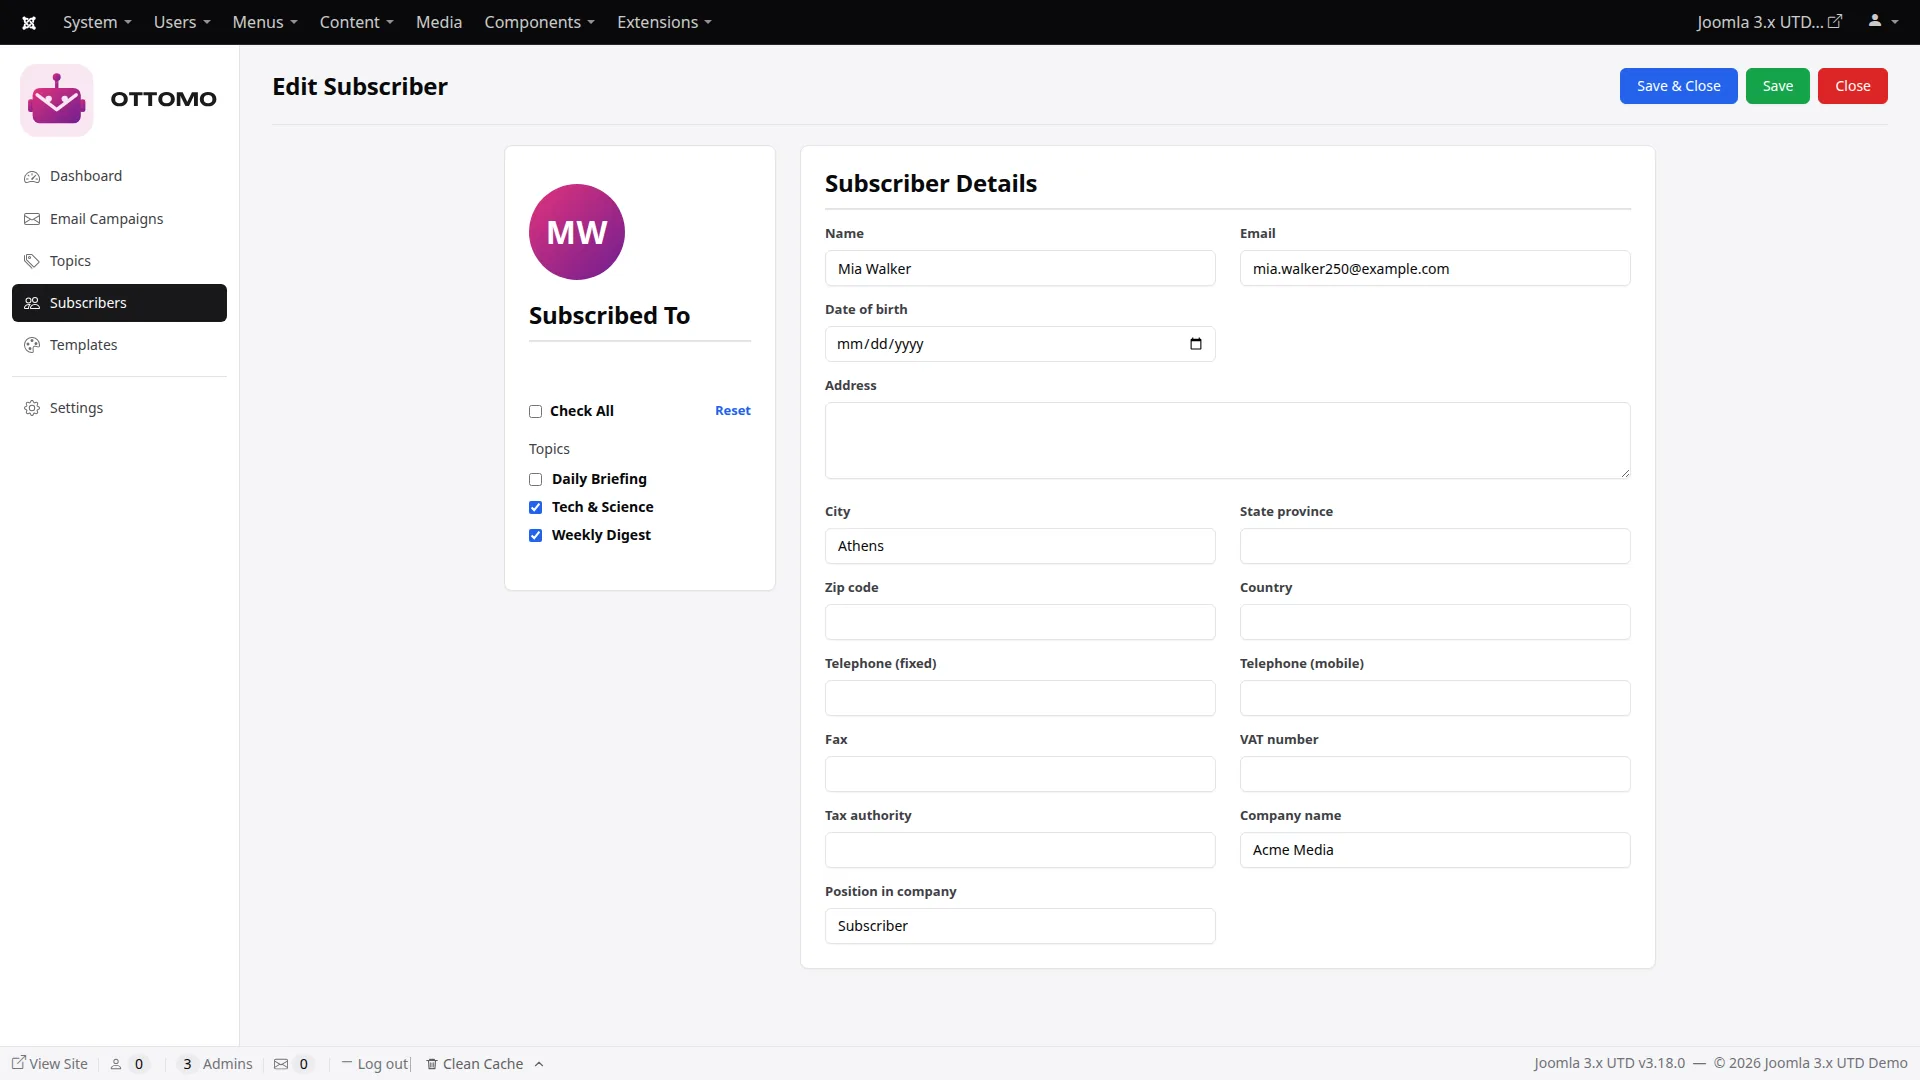 System Users Menus Content Media Components Extensions Joomla 3.x UTD...
OTTOMO
Dashboard
Email Campaigns
Topics
Subscribers
Templates
Settings
Edit Subscriber
Save & Close Save Close
MW
Subscribed To
Check All Reset
Topics
Daily Briefing
Tech & Science
Weekly Digest
Subscriber Details
Name Email
Mia Walker mia.walker250@example.com
Date of birth
mm/dd/yyyy
Address
City State province
Athens
Zip code Country
Telephone (fixed) Telephone (mobile)
Fax VAT number
Tax authority Company name
Acme Media
Position in company
Subscriber
View Site 0 3 Admins 0 Log out Clean Cache Joomla 3.x UTD v3.18.0 — © 2026 Joomla 3.x UTD Demo